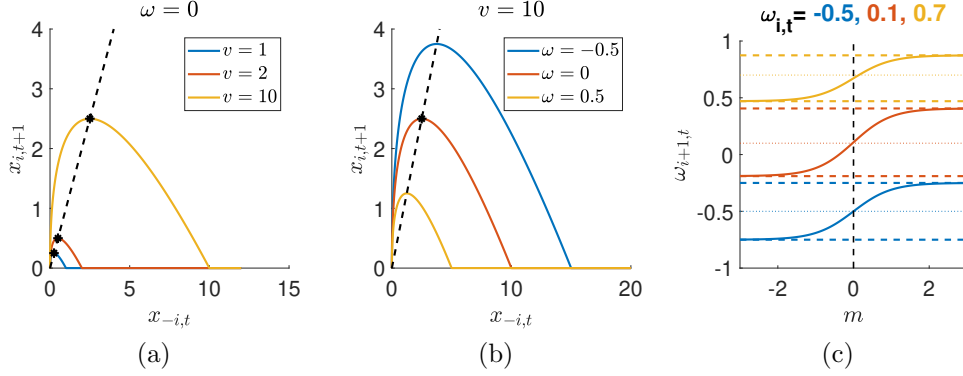 ω = 0
4
3
2
1
0
0
5
10
15
x_{i,t+1}
x_{-i,t}
v = 1
v = 2
v = 10
(a)
v = 10
4
3
2
1
0
0
5
10
15
20
x_{i,t+1}
x_{-i,t}
ω = −0.5
ω = 0
ω = 0.5
(b)
ω_{i,t}= -0.5, 0.1, 0.7
1
0.5
0
-0.5
-1
-2
0
2
ω_{i+1,t}
m
(c)